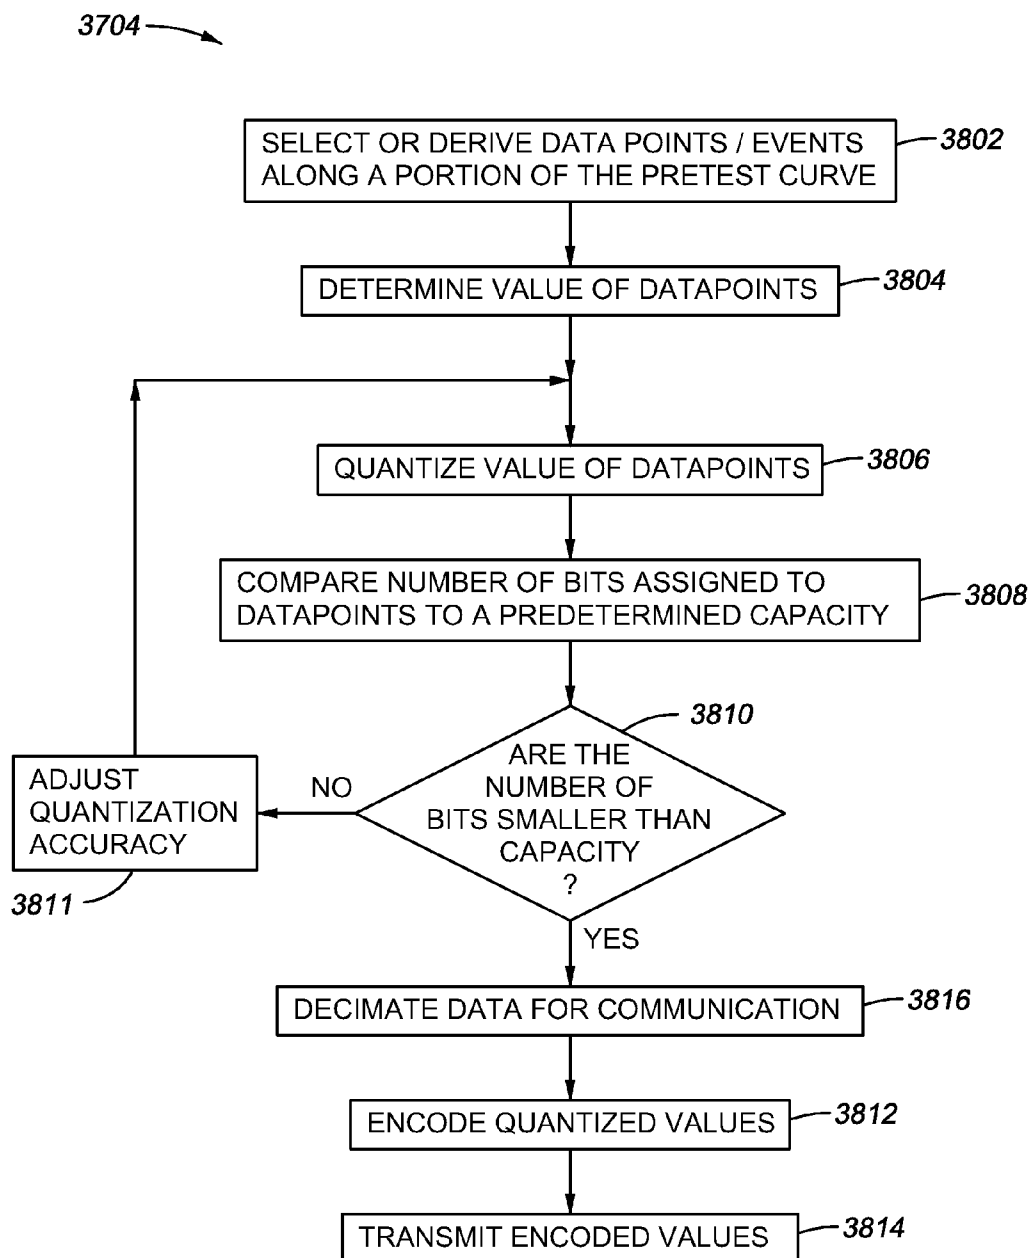 3704
SELECT OR DERIVE DATA POINTS / EVENTS
ALONG A PORTION OF THE PRETEST CURVE
3802
DETERMINE VALUE OF DATAPOINTS
3804
QUANTIZE VALUE OF DATAPOINTS
3806
COMPARE NUMBER OF BITS ASSIGNED TO
DATAPOINTS TO A PREDETERMINED CAPACITY
3808
3810
ARE THE
NUMBER OF
BITS SMALLER THAN
CAPACITY
?
NO
ADJUST
QUANTIZATION
ACCURACY
3811
YES
DECIMATE DATA FOR COMMUNICATION
3816
ENCODE QUANTIZED VALUES
3812
TRANSMIT ENCODED VALUES
3814